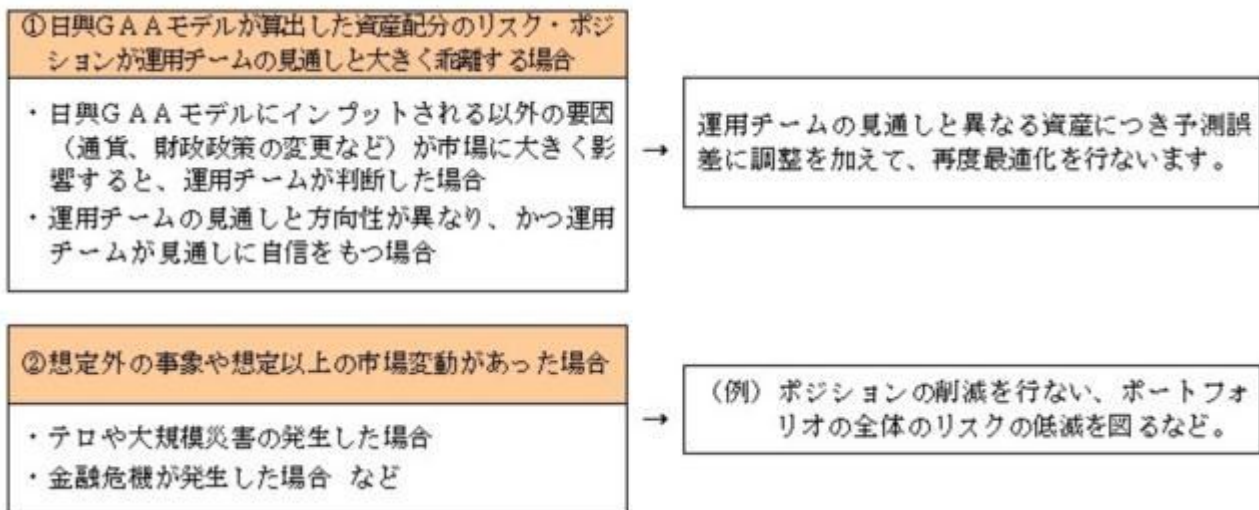 ①日興GAAモデルが算出した資産配分のリスク・ポジ
ションが運用チームの見通しと大きく乖離する場合
・日興GAAモデルにインプットされる以外の要因
（通貨、財政政策の変更など）が市場に大きく影
響すると、運用チームが判断した場合
・運用チームの見通しと方向性が異なり、かつ運用
チームが見通しに自信をもつ場合
→
運用チームの見通しと異なる資産につき予測誤
差に調整を加えて、再度最適化を行ないます。
②想定外の事象や想定以上の市場変動があった場合
・テロや大規模災害の発生した場合
・金融危機が発生した場合 など
→
（例）ポジションの削減を行ない、ポートフォ
リオの全体のリスクの低減を図るなど。